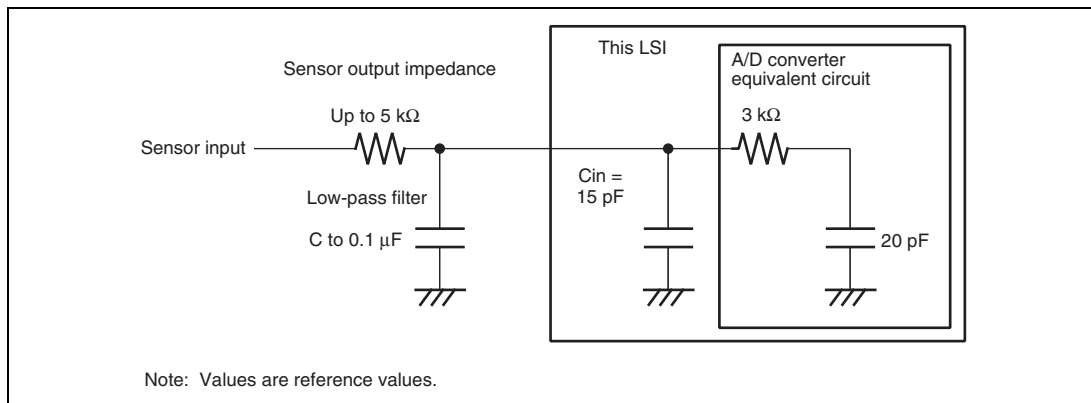 This LSI
A/D converter
equivalent circuit
Sensor output impedance
Up to 5 kΩ
3 kΩ
Sensor input
Cin =
15 pF
Low-pass filter
C to 0.1 μF
20 pF
Note: Values are reference values.